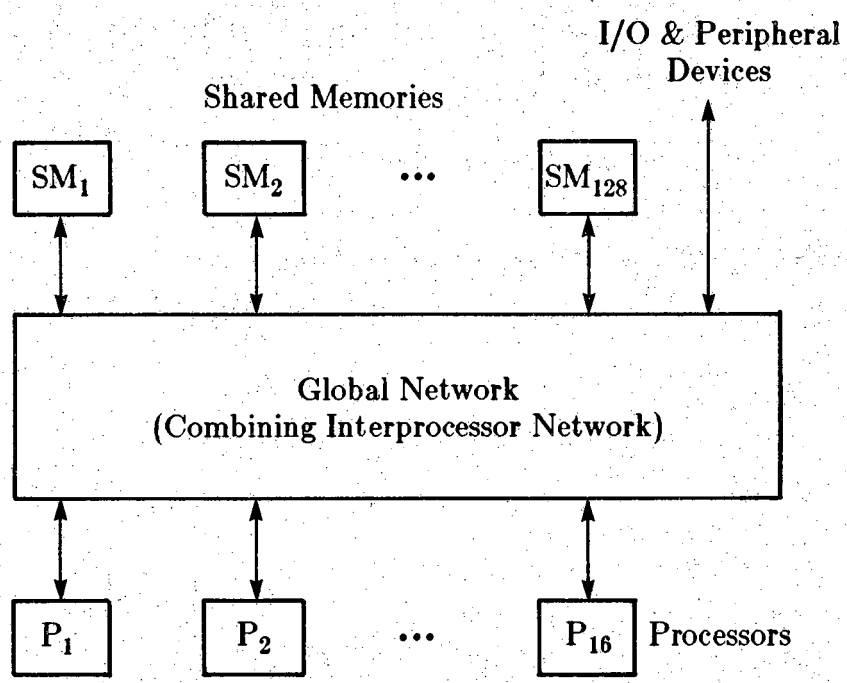 I/O & Peripheral
Devices
Shared Memories
SM₁ SM₂ ••• SM₁₂₈
Global Network
(Combining Interprocessor Network)
P₁ P₂ ••• P₁₆ Processors